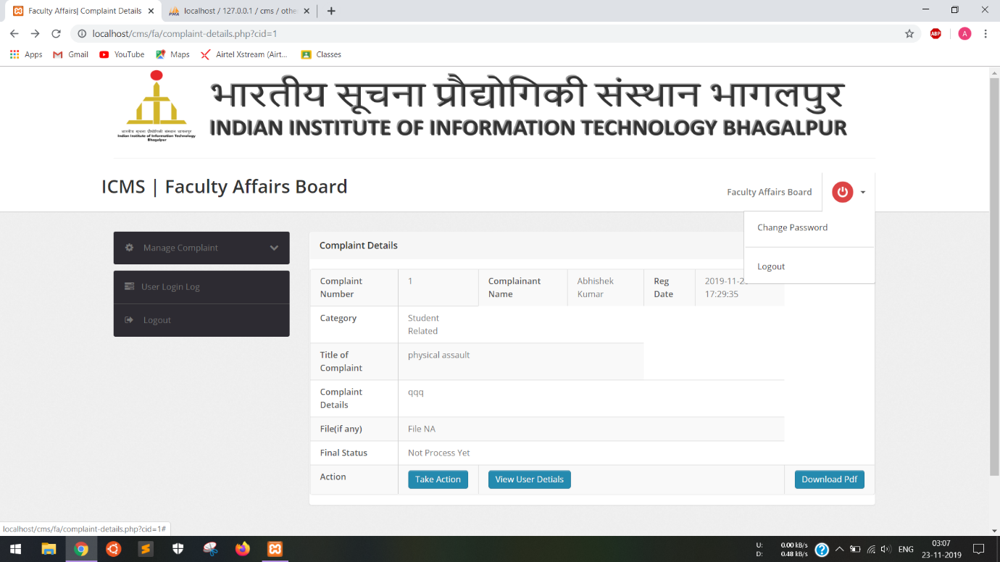 Faculty Affairs| Complaint Details
localhost / 127.0.0.1 / cms / othe
localhost/cms/fa/complaint-details.php?cid=1
ABP
A
Apps
Gmail
YouTube
Maps
Airtel Xstream (Airt...
Classes
भारतीय सूचना प्रौद्योगिकी संस्थान भागलपुर
INDIAN INSTITUTE OF INFORMATION TECHNOLOGY BHAGALPUR
भारतीय सूचना प्रौद्योगिकी संस्थान भागलपुर
Indian Institute of Information Technology
Bhagalpur
ICMS | Faculty Affairs Board
Faculty Affairs Board
Change Password
Logout
Manage Complaint
User Login Log
Logout
Complaint Details
Complaint Number
1
Complainant Name
Abhishek Kumar
Reg Date
2019-11-2
17:29:35
Category
Student Related
Title of Complaint
physical assault
Complaint Details
qqq
File(if any)
File NA
Final Status
Not Process Yet
Action
Take Action
View User Detials
Download Pdf
localhost/cms/fa/complaint-details.php?cid=1#
U: 0.00 kB/s
D: 0.48 kB/s
ENG
03:07
23-11-2019